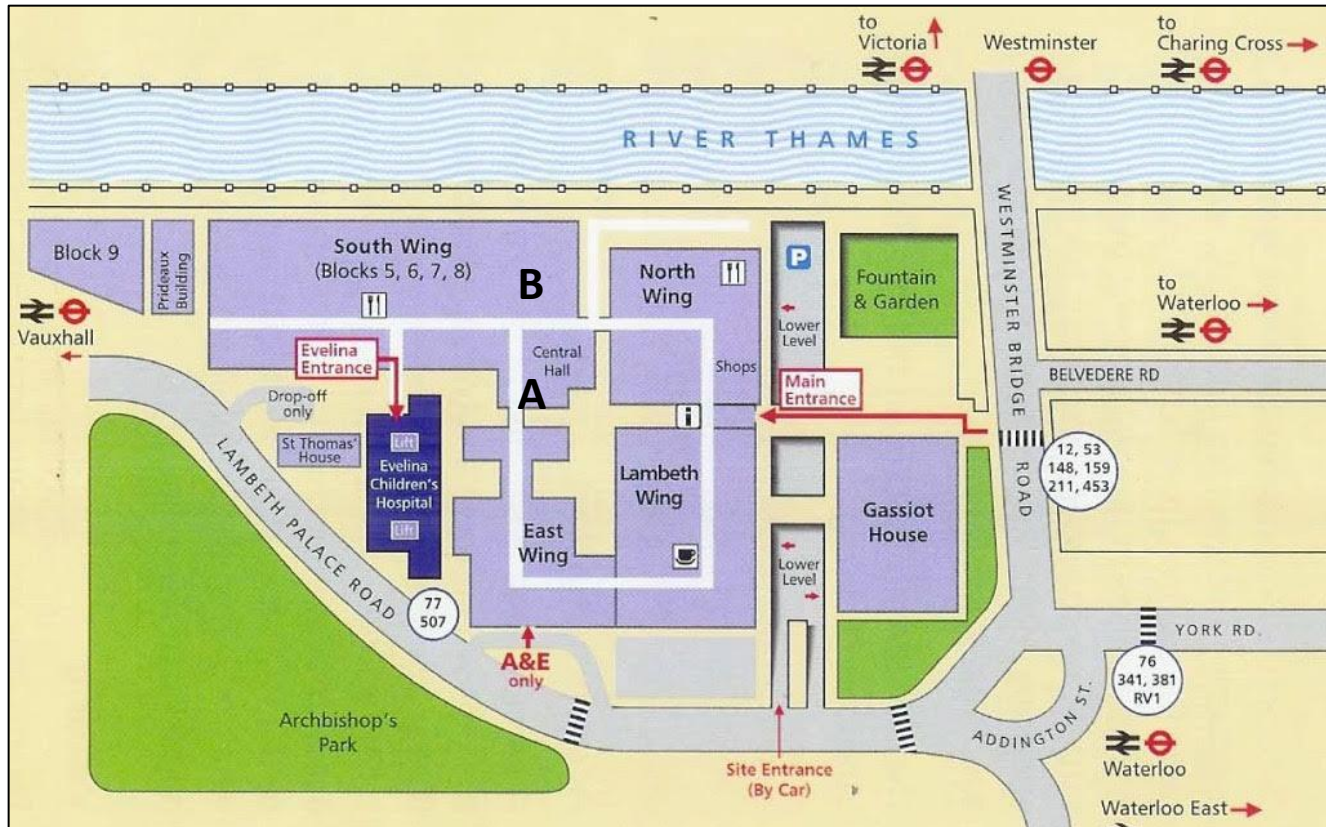 to
Victoria
Westminster
to
Charing Cross
RIVER THAMES
Block 9
Prideaux
Building
South Wing
(Blocks 5, 6, 7, 8)
B
North
Wing
P
Fountain
& Garden
WESTMINSTER BRIDGE
ROAD
to
Waterloo
Vauxhall
Evelina
Entrance
Central
Hall
A
Shops
Lower
Level
Main
Entrance
BELVEDERE RD
Drop-off
only
St Thomas'
House
Lift
Evelina
Children's
Hospital
Lift
i
Lambeth
Wing
East
Wing
Gassiot
House
12, 53
148, 159
211, 453
Lower
Level
LAMBETH PALACE ROAD
77
507
A&E
only
YORK RD.
76
341, 381
RV1
ADDINGTON ST.
Archbishop's
Park
Site Entrance
(By Car)
Waterloo
Waterloo East